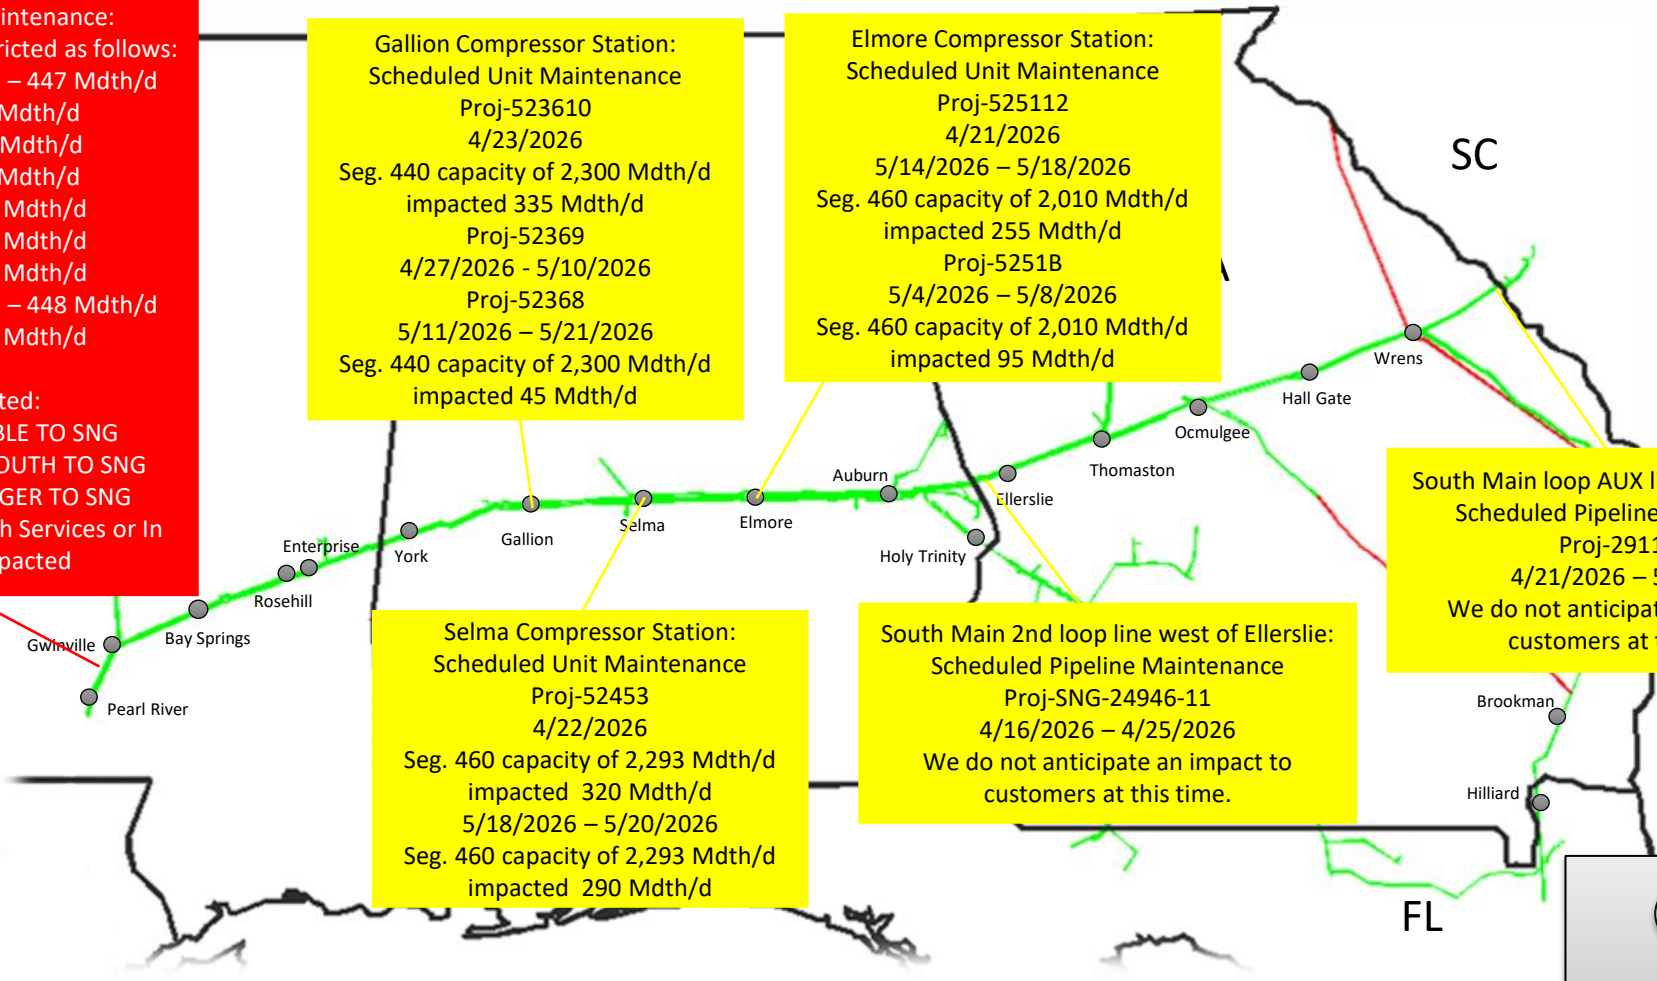 intenance:
ricted as follows:
– 447 Mdth/d
Mdth/d
Mdth/d
Mdth/d
Mdth/d
Mdth/d
Mdth/d
– 448 Mdth/d
Mdth/d
ted:
BLE TO SNG
OUTH TO SNG
GER TO SNG
h Services or In
pacted
Gallion Compressor Station:
Scheduled Unit Maintenance
Proj-523610
4/23/2026
Seg. 440 capacity of 2,300 Mdth/d
impacted 335 Mdth/d
Proj-52369
4/27/2026 - 5/10/2026
Proj-52368
5/11/2026 – 5/21/2026
Seg. 440 capacity of 2,300 Mdth/d
impacted 45 Mdth/d
Elmore Compressor Station:
Scheduled Unit Maintenance
Proj-525112
4/21/2026
5/14/2026 – 5/18/2026
Seg. 460 capacity of 2,010 Mdth/d
impacted 255 Mdth/d
Proj-5251B
5/4/2026 – 5/8/2026
Seg. 460 capacity of 2,010 Mdth/d
impacted 95 Mdth/d
SC
A
Wrens
Hall Gate
Ocmulgee
Thomaston
Ellerslie
Auburn
Holy Trinity
Elmore
Selma
Gallion
York
Enterprise
Rosehill
Bay Springs
Gwinville
Pearl River
Selma Compressor Station:
Scheduled Unit Maintenance
Proj-52453
4/22/2026
Seg. 460 capacity of 2,293 Mdth/d
impacted 320 Mdth/d
5/18/2026 – 5/20/2026
Seg. 460 capacity of 2,293 Mdth/d
impacted 290 Mdth/d
South Main 2nd loop line west of Ellerslie:
Scheduled Pipeline Maintenance
Proj-SNG-24946-11
4/16/2026 – 4/25/2026
We do not anticipate an impact to
customers at this time.
South Main loop AUX l
Scheduled Pipeline
Proj-2911
4/21/2026 – 5
We do not anticipat
customers at t
Brookman
Hilliard
FL